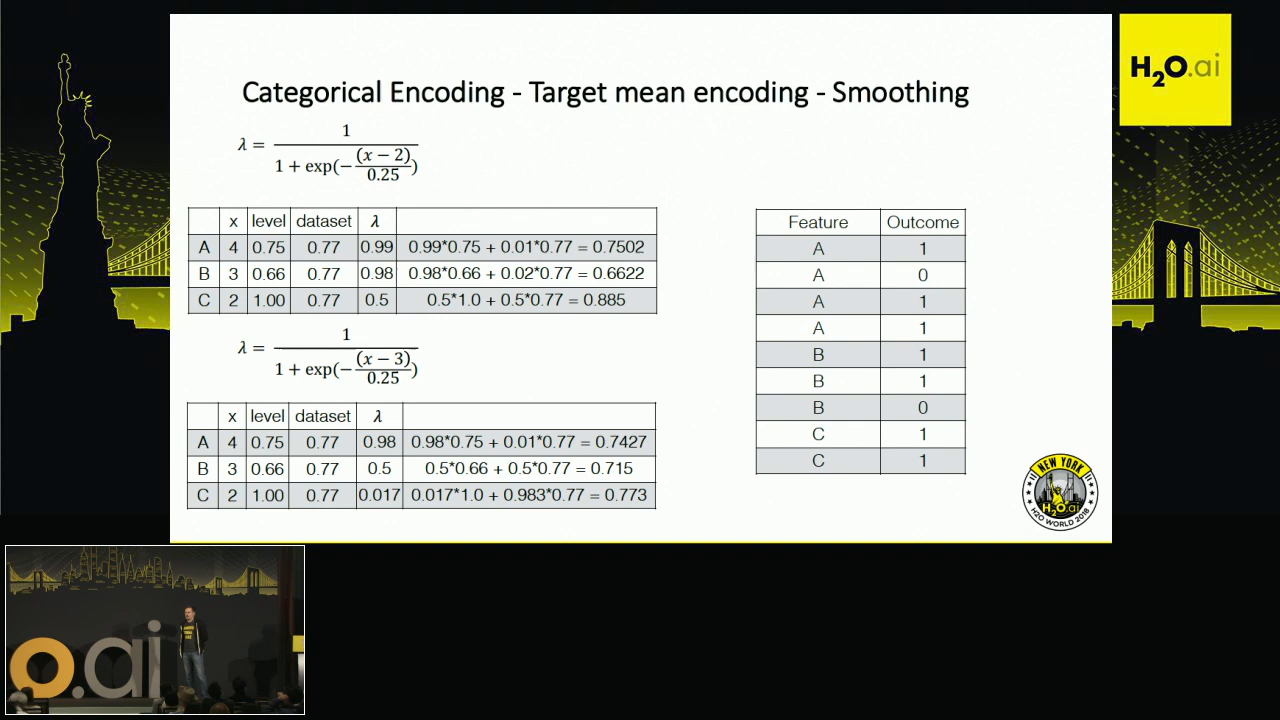 Categorical Encoding - Target mean encoding - Smoothing
λ = 1 / (1 + exp(−(x − 2)/0.25))
x level dataset λ
A 4 0.75 0.77 0.99 0.99*0.75 + 0.01*0.77 = 0.7502
B 3 0.66 0.77 0.98 0.98*0.66 + 0.02*0.77 = 0.6622
C 2 1.00 0.77 0.5 0.5*1.0 + 0.5*0.77 = 0.885
λ = 1 / (1 + exp(−(x − 3)/0.25))
x level dataset λ
A 4 0.75 0.77 0.98 0.98*0.75 + 0.01*0.77 = 0.7427
B 3 0.66 0.77 0.5 0.5*0.66 + 0.5*0.77 = 0.715
C 2 1.00 0.77 0.017 0.017*1.0 + 0.983*0.77 = 0.773
Feature Outcome
A 1
A 0
A 1
A 1
B 1
B 1
B 0
C 1
C 1
H2O.ai
NEW YORK
H2O.ai
H2O WORLD 2018
o.ai